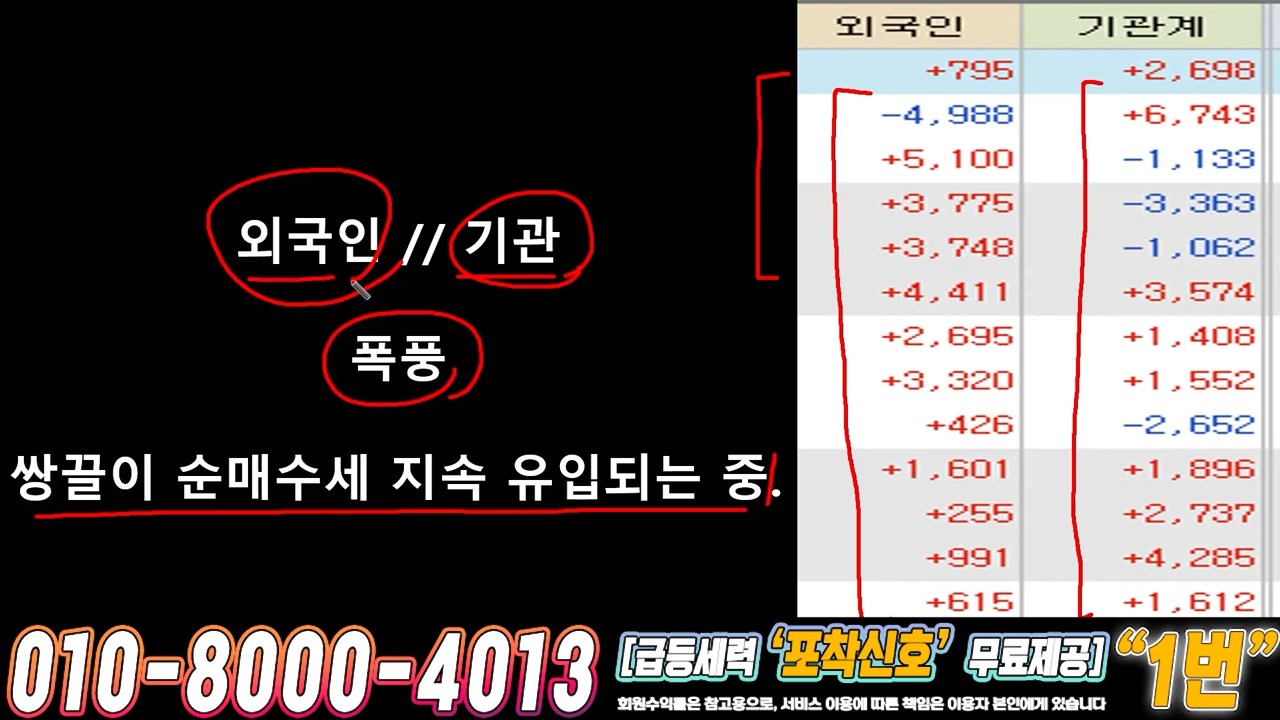 외국인 // 기관
폭풍
쌍끌이 순매수세 지속 유입되는 중.
외국인 기관계
+795 +2,698
-4,988 +6,743
+5,100 -1,133
+3,775 -3,363
+3,748 -1,062
+4,411 +3,574
+2,695 +1,408
+3,320 +1,552
+426 -2,652
+1,601 +1,896
+255 +2,737
+991 +4,285
+615 +1,612
010-8000-4013
[급등세력 '포착신호' 무료제공] "1번"
회원수익률은 참고용으로, 서비스 이용에 따른 책임은 이용자 본인에게 있습니다